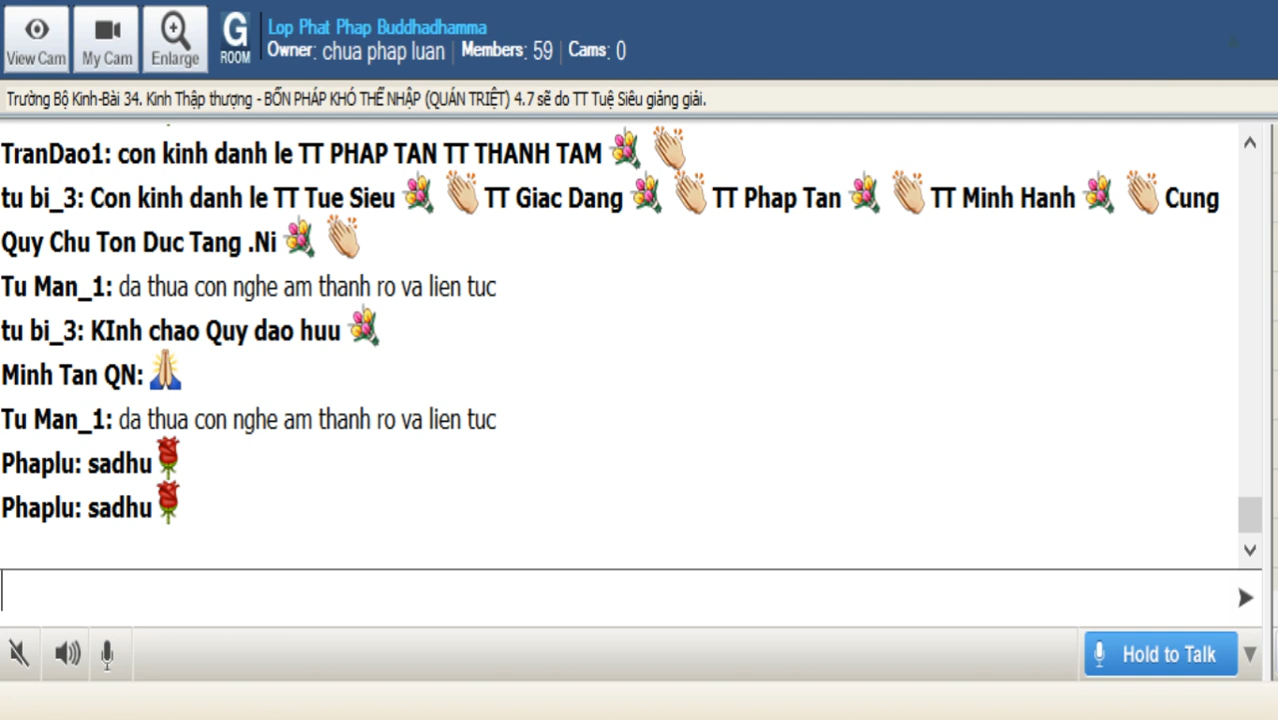 View Cam
My Cam
Enlarge
G
ROOM
Lop Phat Phap Buddhadhamma
Owner: chua phap luan | Members: 59 | Cams: 0
Trường Bộ Kinh-Bài 34. Kinh Thập thượng - BỐN PHÁP KHÓ THỂ NHẬP (QUÁN TRIỆT) 4.7 sẽ do TT Tuệ Siêu giảng giải.
TranDao1: con kinh danh le TT PHAP TAN TT THANH TAM
tu bi_3: Con kinh danh le TT Tue Sieu TT Giac Dang TT Phap Tan TT Minh Hanh Cung
Quy Chu Ton Duc Tang .Ni
Tu Man_1: da thua con nghe am thanh ro va lien tuc
tu bi_3: KInh chao Quy dao huu
Minh Tan QN:
Tu Man_1: da thua con nghe am thanh ro va lien tuc
Phaplu: sadhu
Phaplu: sadhu
Hold to Talk